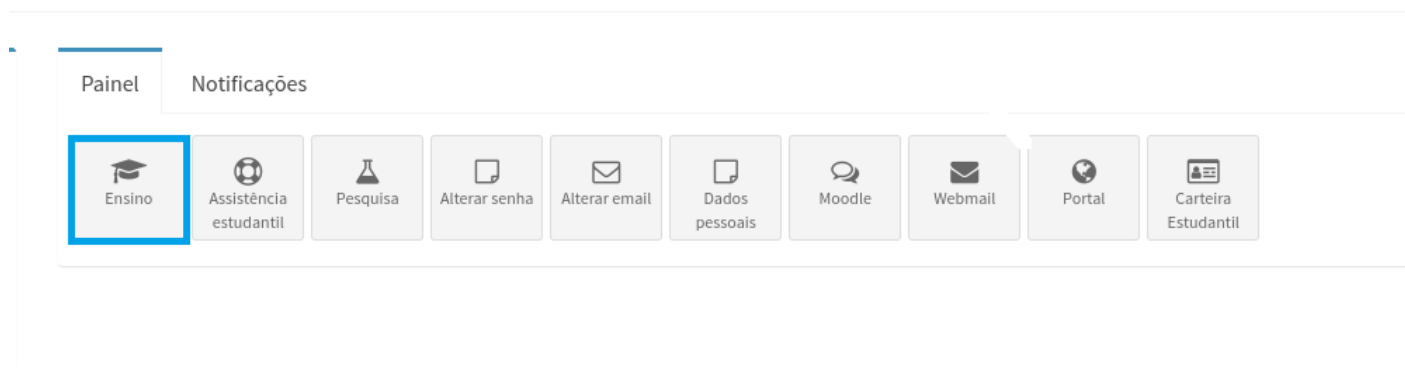 Painel Notificações
Ensino Assistência Pesquisa Alterar senha Alterar email Dados Moodle Webmail Portal Carteira
estudantil pessoais Estudantil